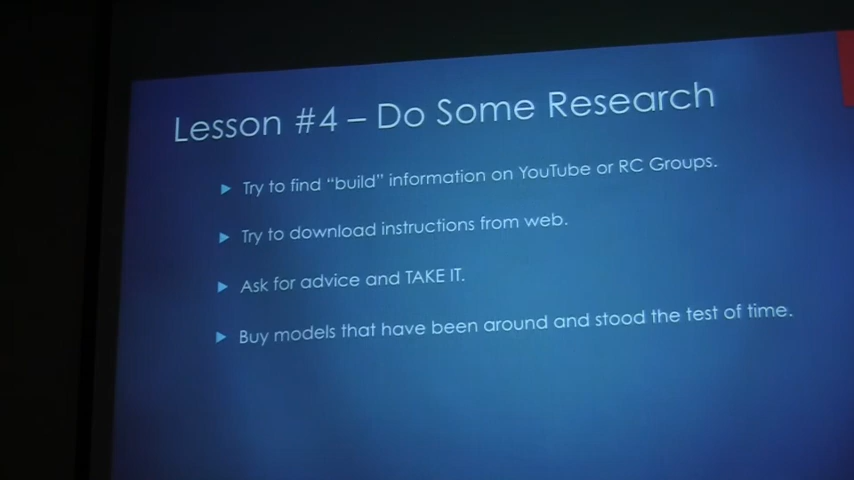 Lesson #4 – Do Some Research
Try to find “build” information on YouTube or RC Groups.
Try to download instructions from web.
Ask for advice and TAKE IT.
Buy models that have been around and stood the test of time.